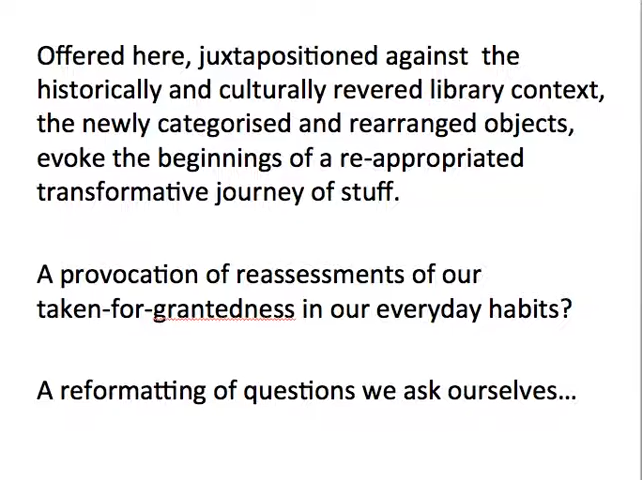 Offered here, juxtapositioned against  the
historically and culturally revered library context,
the newly categorised and rearranged objects,
evoke the beginnings of a re-appropriated
transformative journey of stuff.
A provocation of reassessments of our
taken-for-grantedness in our everyday habits?
A reformatting of questions we ask ourselves...